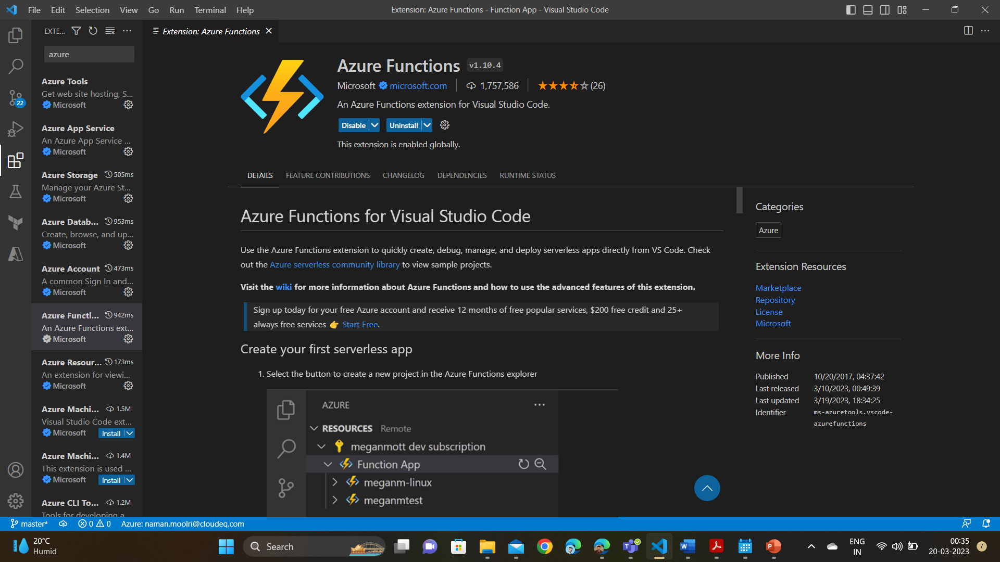 File Edit Selection View Go Run Terminal Help
Extension: Azure Functions - Function App - Visual Studio Code
EXTE...
Extension: Azure Functions
azure
Azure Tools
Get web site hosting, S...
Microsoft
Azure App Service
An Azure App Service ...
Microsoft
Azure Storage 505ms
Manage your Azure St...
Microsoft
Azure Datab... 953ms
Create, browse, and up...
Microsoft
Azure Account 473ms
A common Sign In and...
Microsoft
Azure Functi... 942ms
An Azure Functions ext...
Microsoft
Azure Resour... 173ms
An extension for viewi...
Microsoft
Azure Machi... 1.5M
Visual Studio Code ext...
Microsoft Install
Azure Machi... 1.4M
This extension is used ...
Microsoft Install
Azure CLI To... 1.2M
Tools for developing a
22
Azure Functions v1.10.4
Microsoft microsoft.com 1,757,586 (26)
An Azure Functions extension for Visual Studio Code.
Disable Uninstall
This extension is enabled globally.
DETAILS FEATURE CONTRIBUTIONS CHANGELOG DEPENDENCIES RUNTIME STATUS
Azure Functions for Visual Studio Code
Use the Azure Functions extension to quickly create, debug, manage, and deploy serverless apps directly from VS Code. Check
out the Azure serverless community library to view sample projects.
Visit the wiki for more information about Azure Functions and how to use the advanced features of this extension.
Sign up today for your free Azure account and receive 12 months of free popular services, $200 free credit and 25+
always free services 👉 Start Free.
Create your first serverless app
1. Select the button to create a new project in the Azure Functions explorer
AZURE
RESOURCES Remote
meganmott dev subscription
Function App
meganm-linux
meganmtest
Categories
Azure
Extension Resources
Marketplace
Repository
License
Microsoft
More Info
Published 10/20/2017, 04:37:42
Last released 3/10/2023, 00:49:39
Last updated 3/19/2023, 18:34:25
Identifier ms-azuretools.vscode-
azurefunctions
master* 0 0 Azure: naman.moolri@cloudeq.com
20°C
Humid
Search
ENG
IN
00:35
20-03-2023
7